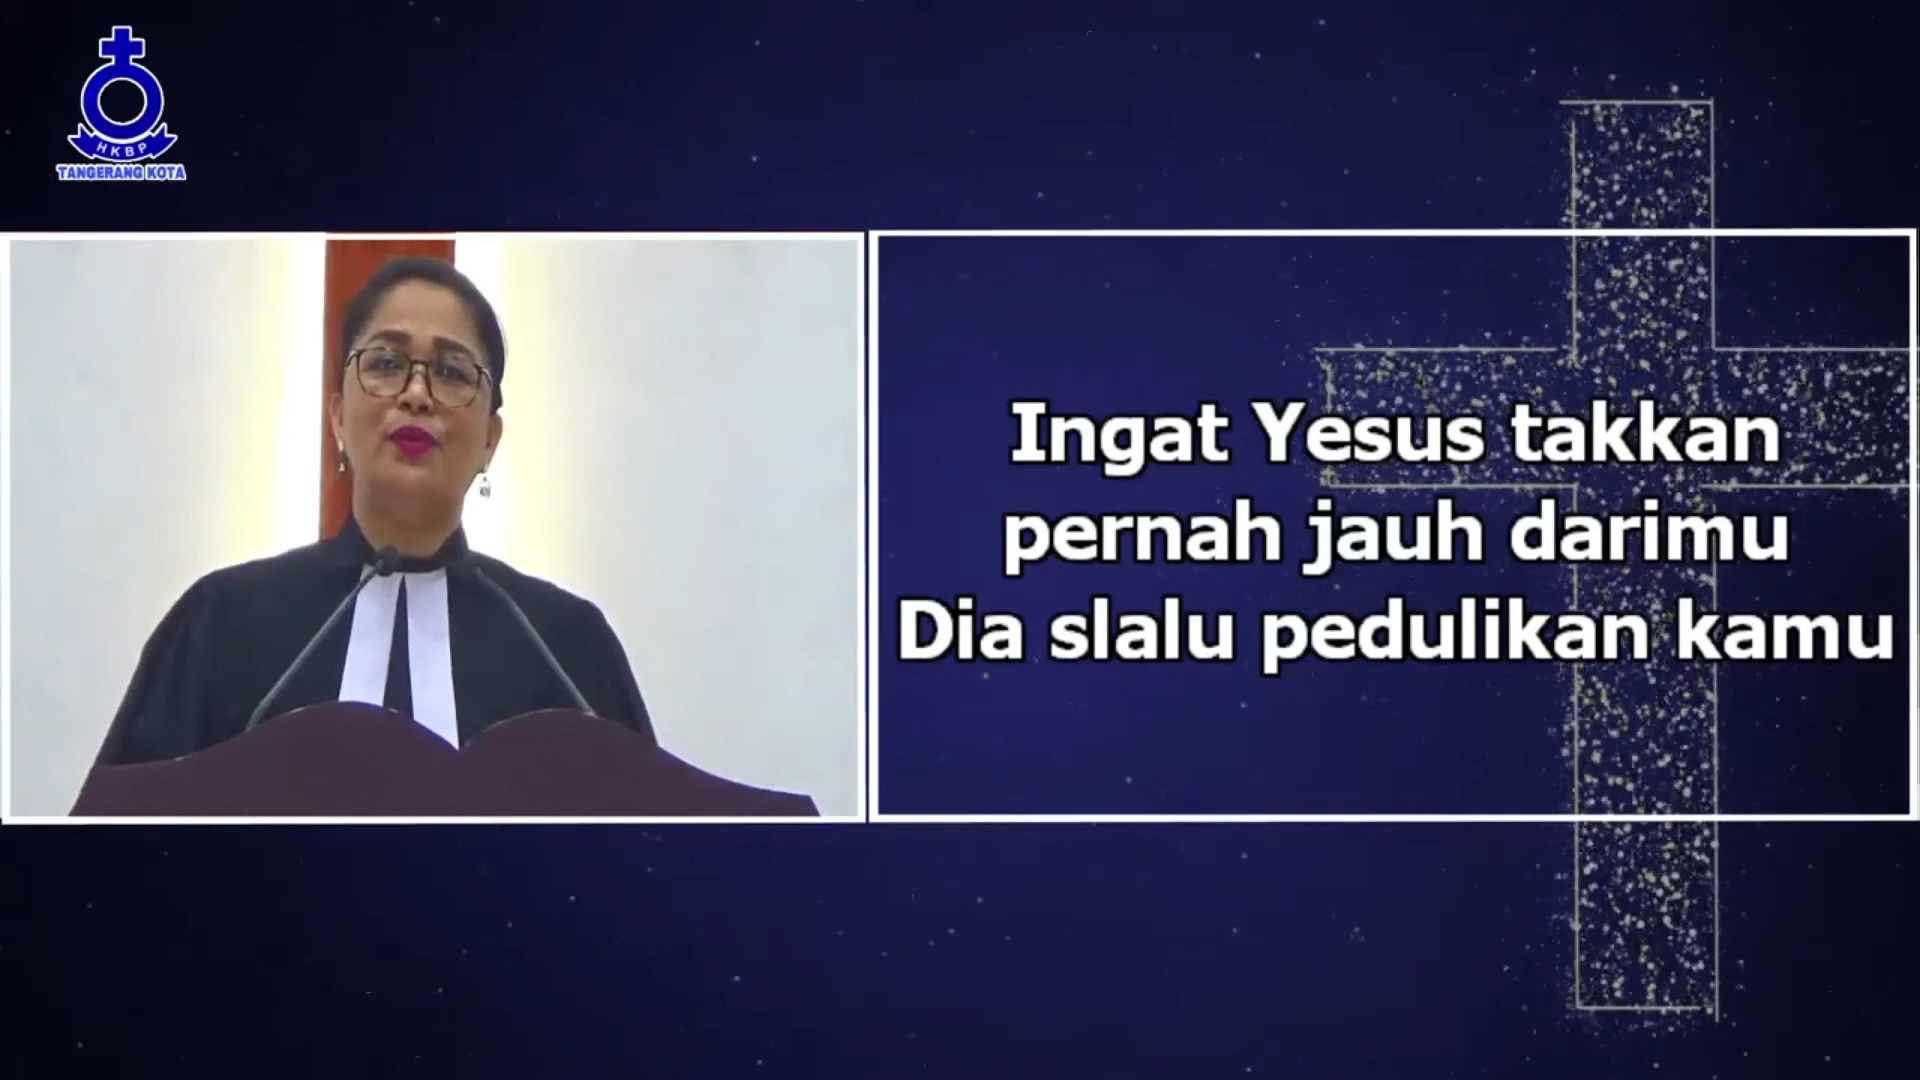 HKBP
TANGERANG KOTA
Ingat Yesus takkan
pernah jauh darimu
Dia slalu pedulikan kamu